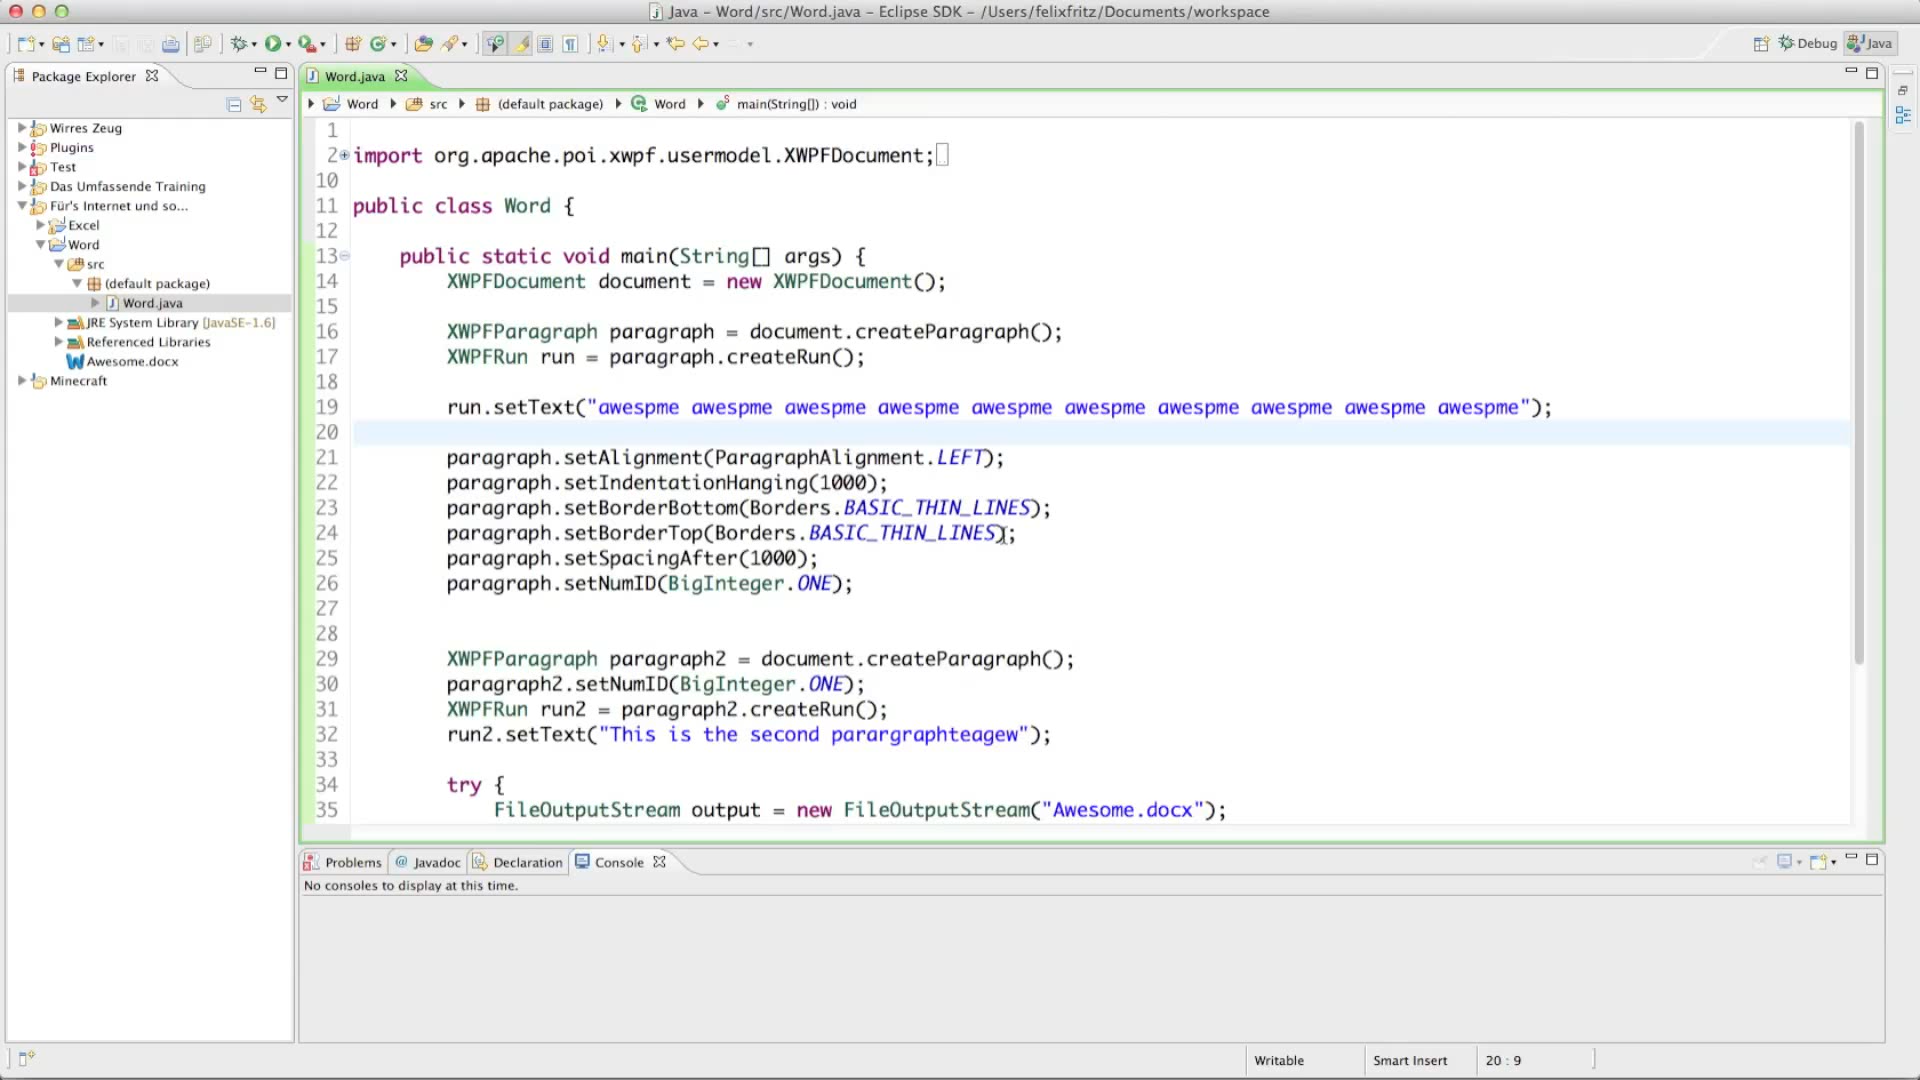 Java – Word/src/Word.java – Eclipse SDK – /Users/felixfritz/Documents/workspace
Debug
Java
Package Explorer
Word.java
Word
src
(default package)
Word
main(String[]) : void
Wirres Zeug
Plugins
Test
Das Umfassende Training
Für's Internet und so...
Excel
Word
src
(default package)
Word.java
JRE System Library [JavaSE-1.6]
Referenced Libraries
Awesome.docx
Minecraft
1
2 import org.apache.poi.xwpf.usermodel.XWPFDocument;
10
11 public class Word {
12
13 public static void main(String[] args) {
14 XWPFDocument document = new XWPFDocument();
15
16 XWPFParagraph paragraph = document.createParagraph();
17 XWPFRun run = paragraph.createRun();
18
19 run.setText("awespme awespme awespme awespme awespme awespme awespme awespme awespme awespme");
20
21 paragraph.setAlignment(ParagraphAlignment.LEFT);
22 paragraph.setIndentationHanging(1000);
23 paragraph.setBorderBottom(Borders.BASIC_THIN_LINES);
24 paragraph.setBorderTop(Borders.BASIC_THIN_LINES);
25 paragraph.setSpacingAfter(1000);
26 paragraph.setNumID(BigInteger.ONE);
27
28
29 XWPFParagraph paragraph2 = document.createParagraph();
30 paragraph2.setNumID(BigInteger.ONE);
31 XWPFRun run2 = paragraph2.createRun();
32 run2.setText("This is the second parargraphteagew");
33
34 try {
35 FileOutputStream output = new FileOutputStream("Awesome.docx");
Problems
Javadoc
Declaration
Console
No consoles to display at this time.
Writable
Smart Insert
20 : 9